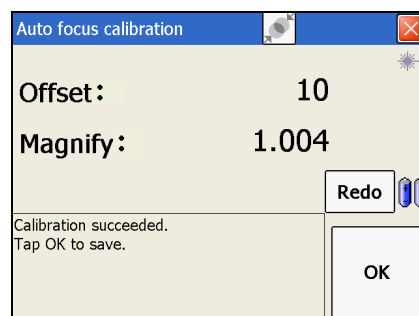 Auto focus calibration
Offset: 10
Magnify: 1.004
Redo
Calibration succeeded.
Tap OK to save.
OK